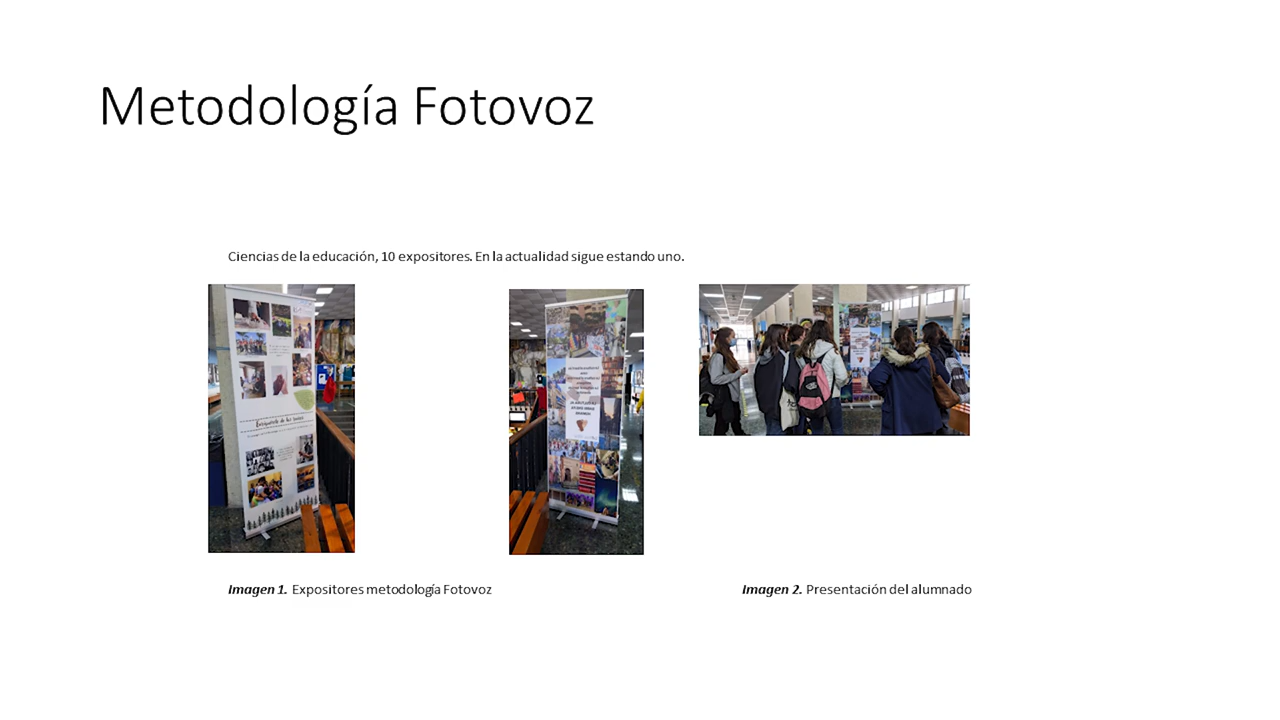 Metodología Fotovoz
Ciencias de la educación, 10 expositores. En la actualidad sigue estando uno.
Imagen 1. Expositores metodología Fotovoz
Imagen 2. Presentación del alumnado